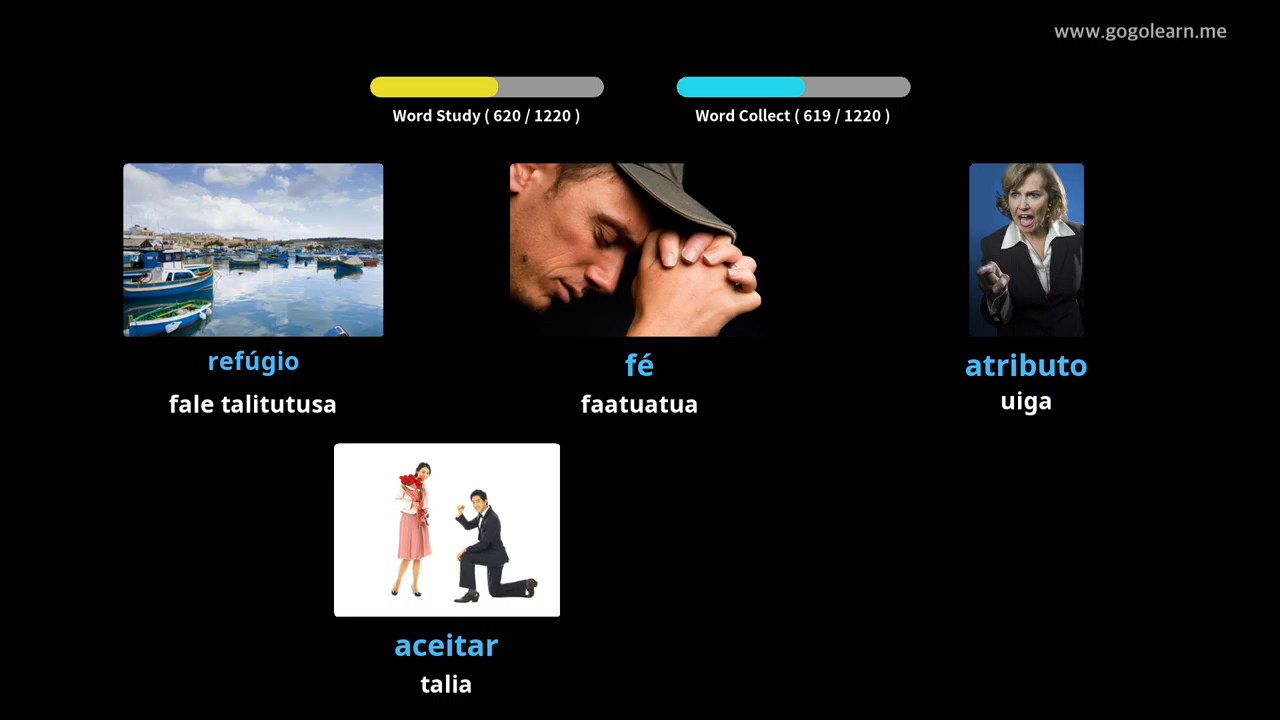 www.gogolearn.me
Word Study ( 620 / 1220 )
Word Collect ( 619 / 1220 )
refúgio
fale talitutusa
fé
faatuatua
atributo
uiga
aceitar
talia